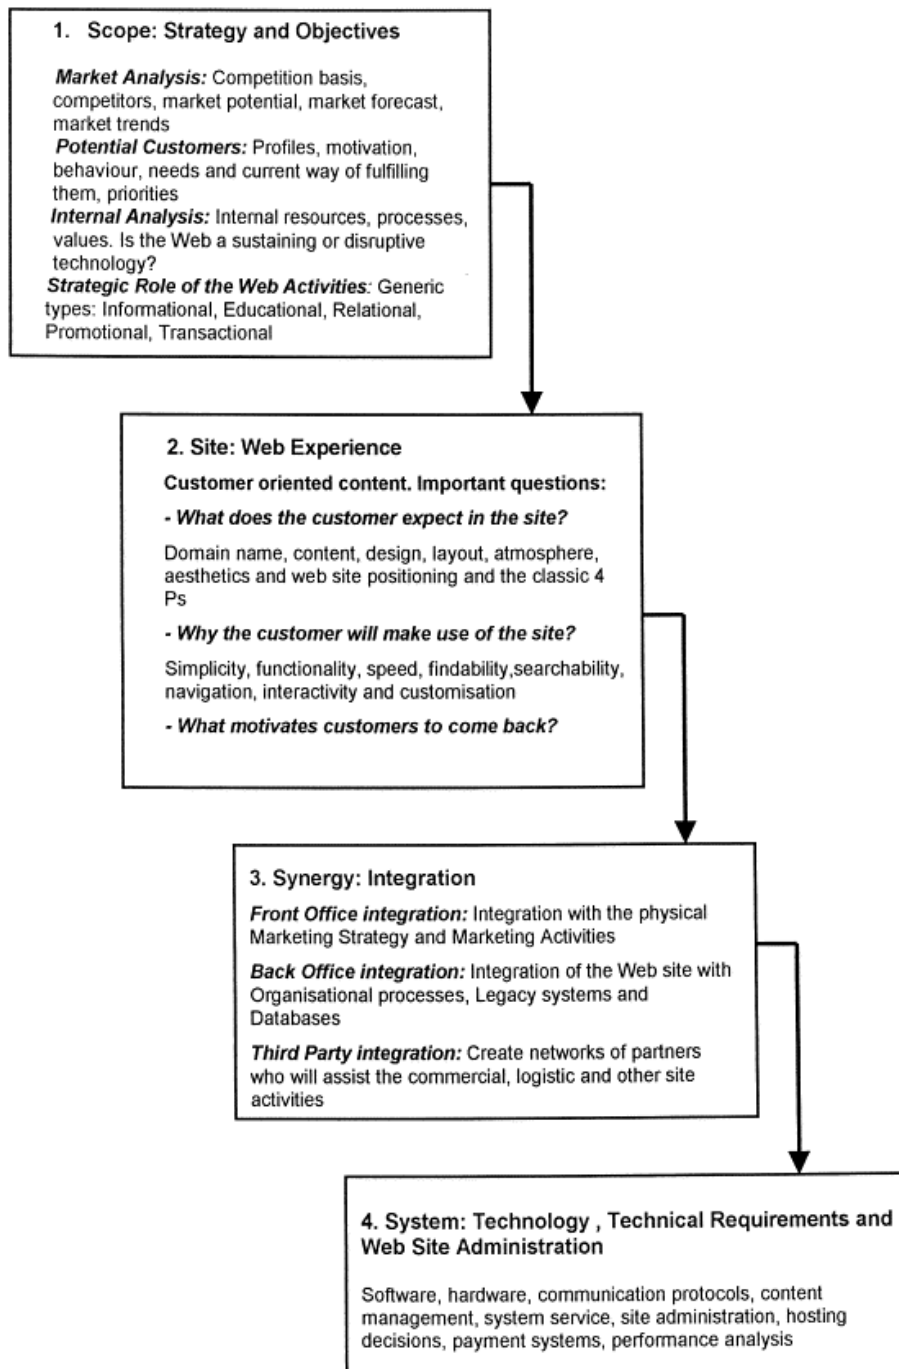 1. Scope: Strategy and Objectives
Market Analysis: Competition basis,
competitors, market potential, market forecast,
market trends
Potential Customers: Profiles, motivation,
behaviour, needs and current way of fulfilling
them, priorities
Internal Analysis: Internal resources, processes,
values. Is the Web a sustaining or disruptive
technology?
Strategic Role of the Web Activities: Generic
types: Informational, Educational, Relational,
Promotional, Transactional
2. Site: Web Experience
Customer oriented content. Important questions:
- What does the customer expect in the site?
Domain name, content, design, layout, atmosphere,
aesthetics and web site positioning and the classic 4
Ps
- Why the customer will make use of the site?
Simplicity, functionality, speed, findability,searchability,
navigation, interactivity and customisation
- What motivates customers to come back?
3. Synergy: Integration
Front Office integration: Integration with the physical
Marketing Strategy and Marketing Activities
Back Office integration: Integration of the Web site with
Organisational processes, Legacy systems and
Databases
Third Party integration: Create networks of partners
who will assist the commercial, logistic and other site
activities
4. System: Technology , Technical Requirements and
Web Site Administration
Software, hardware, communication protocols, content
management, system service, site administration, hosting
decisions, payment systems, performance analysis